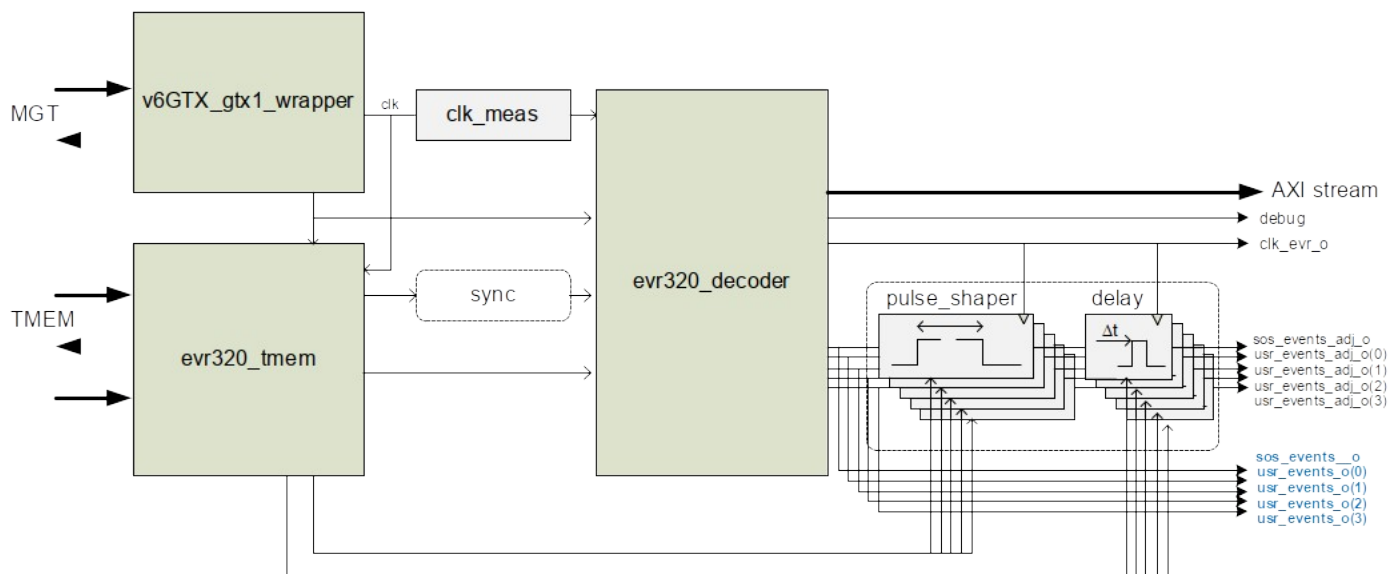 v6GTX_gtx1_wrapper
MGT
clk
clk_meas
AXI stream
debug
clk_evr_o
evr320_decoder
sync
TMEM
evr320_tmem
pulse_shaper
delay
Δt
sos_events_adj_o
usr_events_adj_o(0)
usr_events_adj_o(1)
usr_events_adj_o(2)
usr_events_adj_o(3)
sos_events__o
usr_events_o(0)
usr_events_o(1)
usr_events_o(2)
usr_events_o(3)